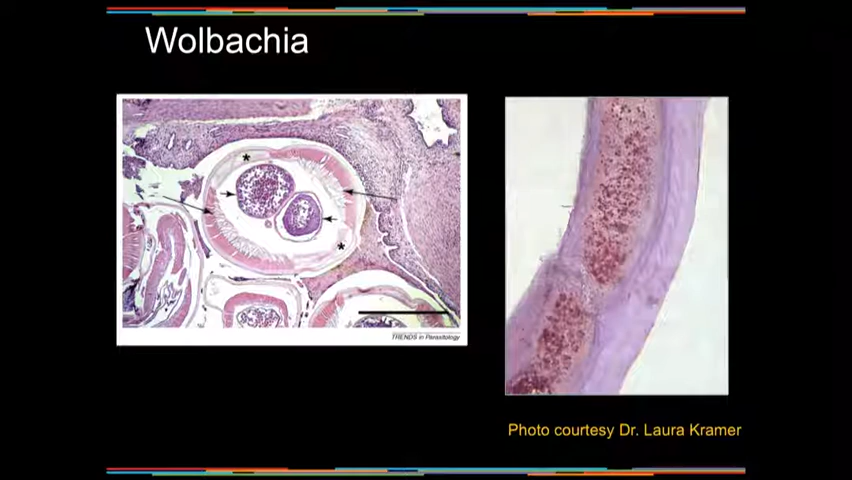 Wolbachia
*
*
TRENDS in Parasitology
Photo courtesy Dr. Laura Kramer